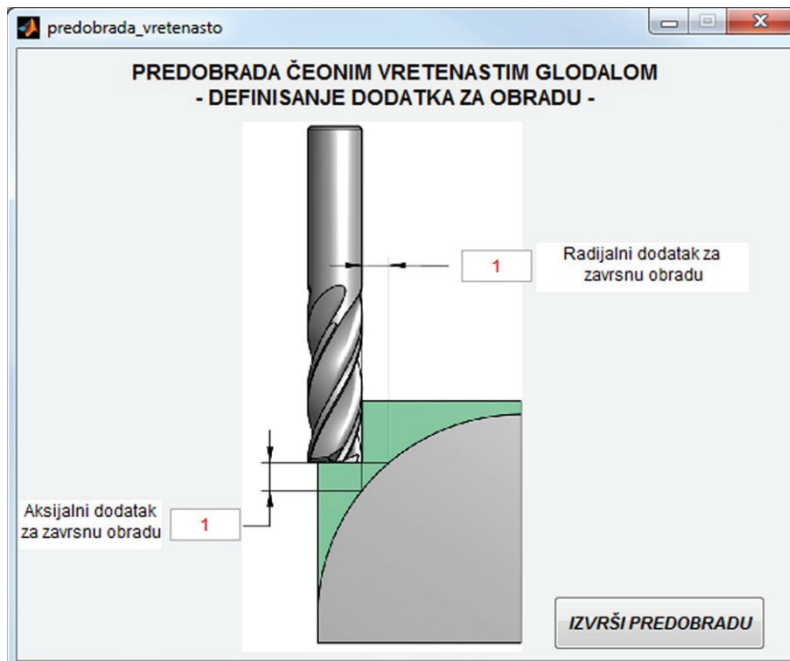 predobrada_vretenasto
PREDOBRADA ČEONIM VRETENASTIM GLODALOM
- DEFINISANJE DODATKA ZA OBRADU -
1
Radijalni dodatak za
zavrsnu obradu
Aksijalni dodatak
za zavrsnu obradu
1
IZVRŠI PREDOBRADU